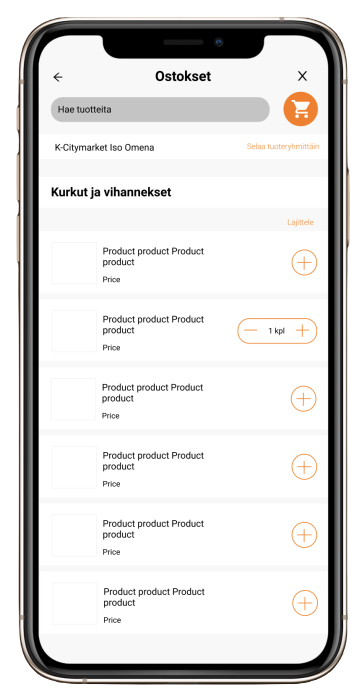 Ostokset
X
Hae tuotteita
K-Citymarket Iso Omena
Selaa tuoteryhmittäin
Kurkut ja vihannekset
Lajittele
Product product Product
product
Price
Product product Product
product
Price
1 kpl
Product product Product
product
Price
Product product Product
product
Price
Product product Product
product
Price
Product product Product
product
Price